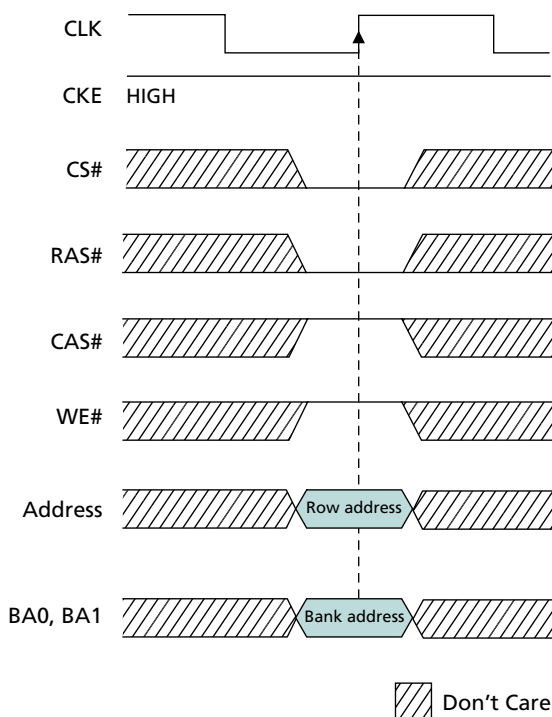 CLK
CKE HIGH
CS#
RAS#
CAS#
WE#
Address Row address
BA0, BA1 Bank address
Don't Care